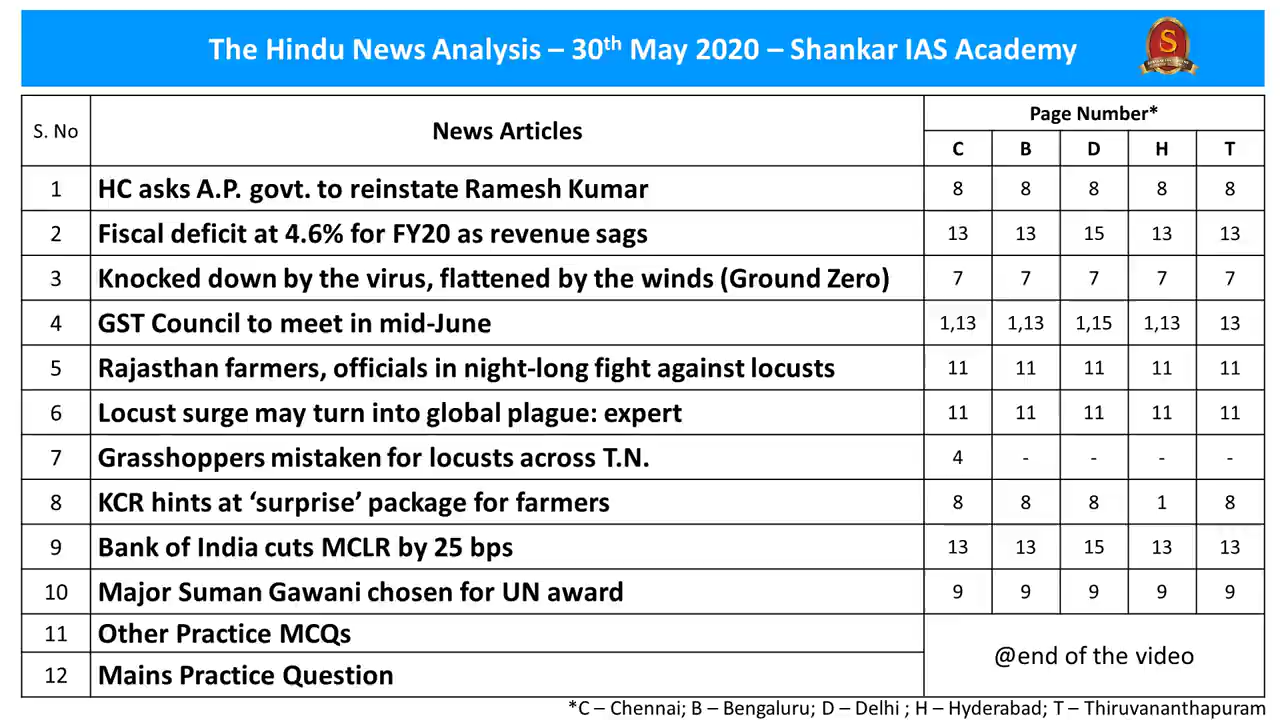 The Hindu News Analysis – 30th May 2020 – Shankar IAS Academy
S
S. No News Articles Page Number*
C B D H T
1 HC asks A.P. govt. to reinstate Ramesh Kumar 8 8 8 8 8
2 Fiscal deficit at 4.6% for FY20 as revenue sags 13 13 15 13 13
3 Knocked down by the virus, flattened by the winds (Ground Zero) 7 7 7 7 7
4 GST Council to meet in mid-June 1,13 1,13 1,15 1,13 13
5 Rajasthan farmers, officials in night-long fight against locusts 11 11 11 11 11
6 Locust surge may turn into global plague: expert 11 11 11 11 11
7 Grasshoppers mistaken for locusts across T.N. 4 - - - -
8 KCR hints at ‘surprise’ package for farmers 8 8 8 1 8
9 Bank of India cuts MCLR by 25 bps 13 13 15 13 13
10 Major Suman Gawani chosen for UN award 9 9 9 9 9
11 Other Practice MCQs
12 Mains Practice Question
@end of the video
*C – Chennai; B – Bengaluru; D – Delhi ; H – Hyderabad; T – Thiruvananthapuram